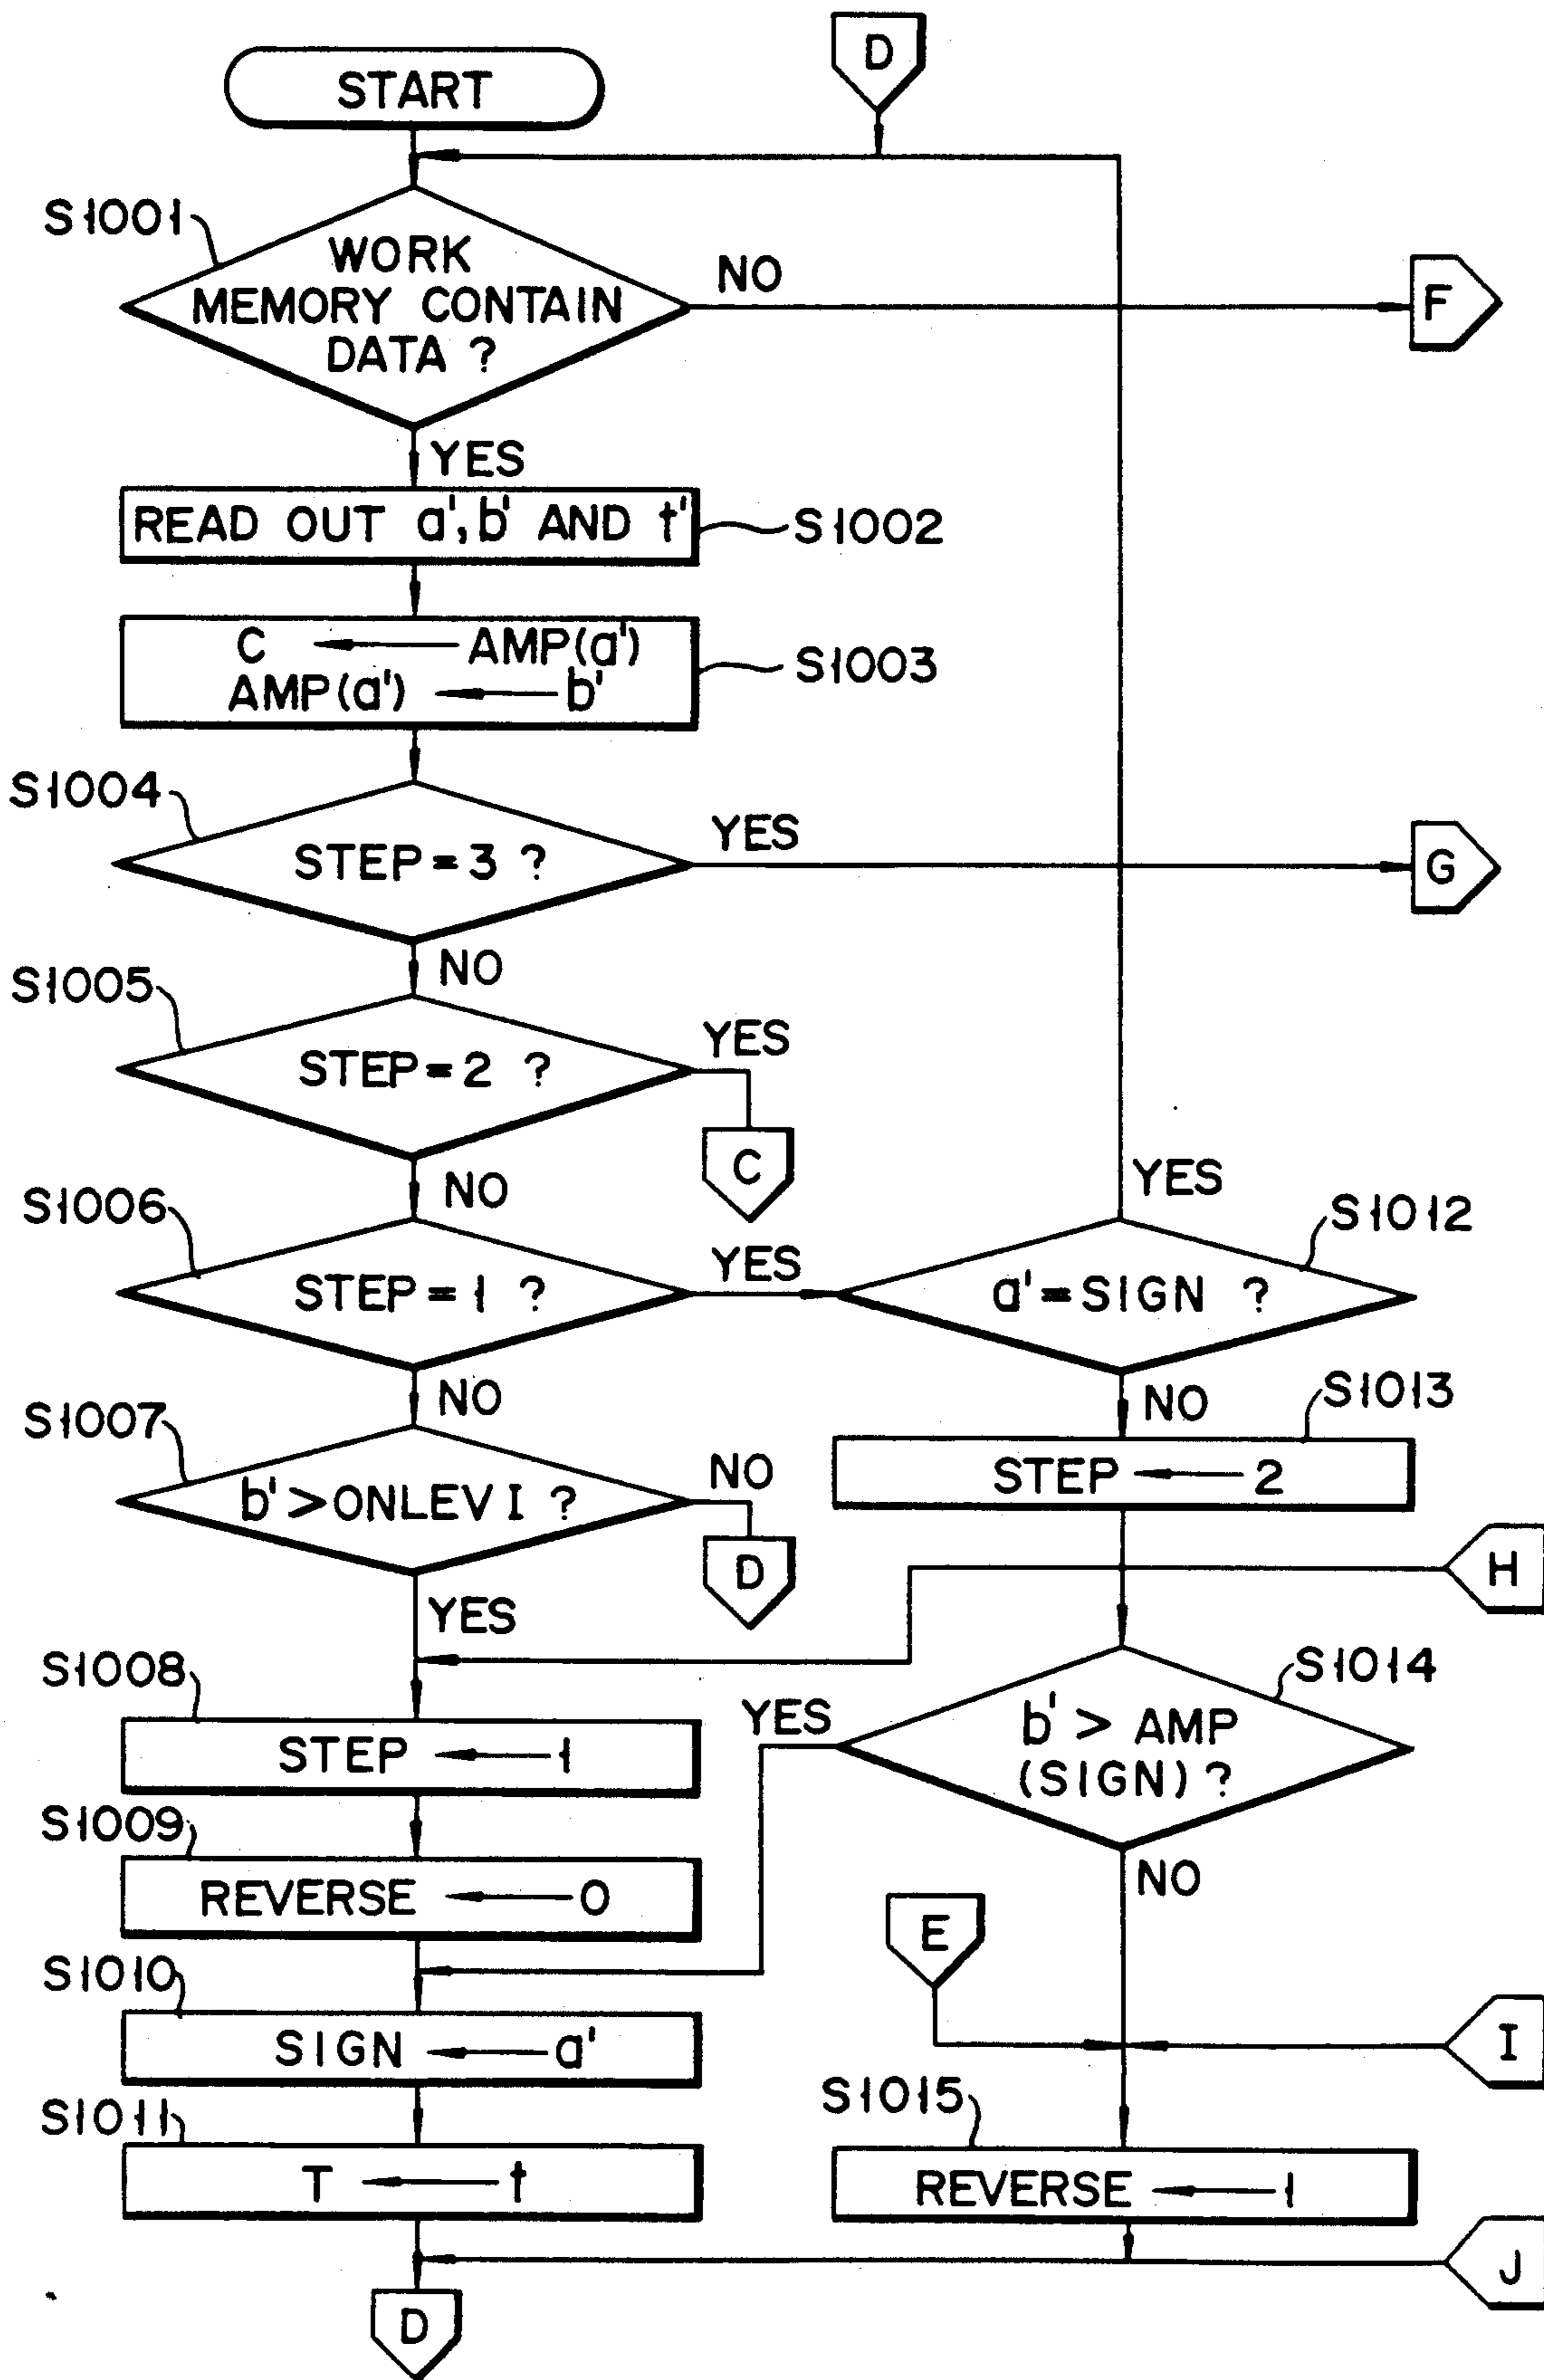 D
START
S1001
WORK
MEMORY CONTAIN
DATA ?
NO
F
YES
READ OUT a', b' AND t'
S1002
C ← AMP(a')
AMP(a') ← b'
S1003
S1004
STEP = 3 ?
YES
G
NO
S1005
STEP = 2 ?
YES
C
NO
S1006
STEP = 1 ?
YES
YES
S1012
a' = SIGN ?
NO
S1007
b' > ONLEV I ?
NO
D
YES
NO
S1013
STEP ← 2
H
S1008
STEP ← 1
S1014
b' > AMP
(SIGN) ?
YES
NO
S1009
REVERSE ← 0
E
S1010
SIGN ← a'
I
S1011
T ← t
S1015
REVERSE ← 1
J
D